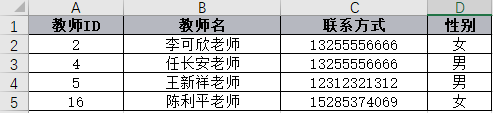 A B C D
1 教师ID 教师名 联系方式 性别
2 2 李可欣老师 13255556666 女
3 4 任长安老师 13255556666 男
4 5 王新祥老师 12312321312 男
5 16 陈利平老师 15285374069 女